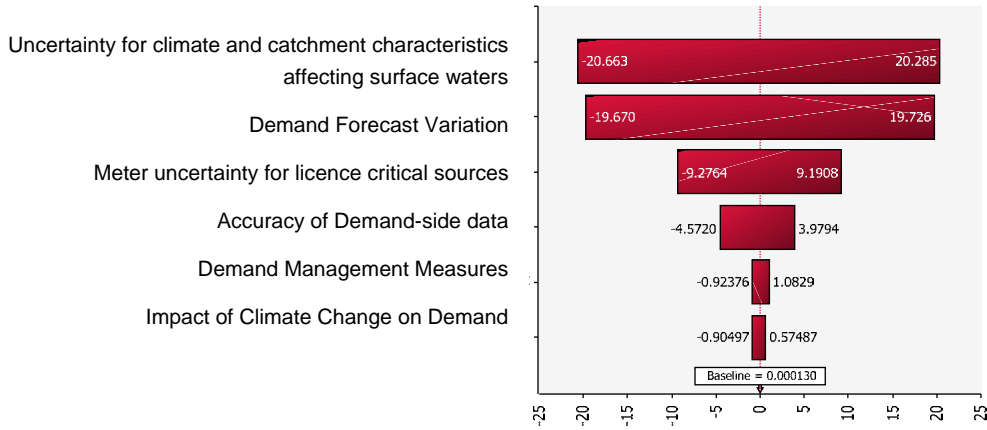 Uncertainty for climate and catchment characteristics
affecting surface waters
-20.663 20.285
Demand Forecast Variation
-19.670 19.726
Meter uncertainty for licence critical sources
-9.2764 9.1908
Accuracy of Demand-side data
-4.5720 3.9794
Demand Management Measures
-0.92376 1.0829
Impact of Climate Change on Demand
-0.90497 0.57487
Baseline = 0.000130
-25 -20 -15 -10 -5 0 5 10 15 20 25